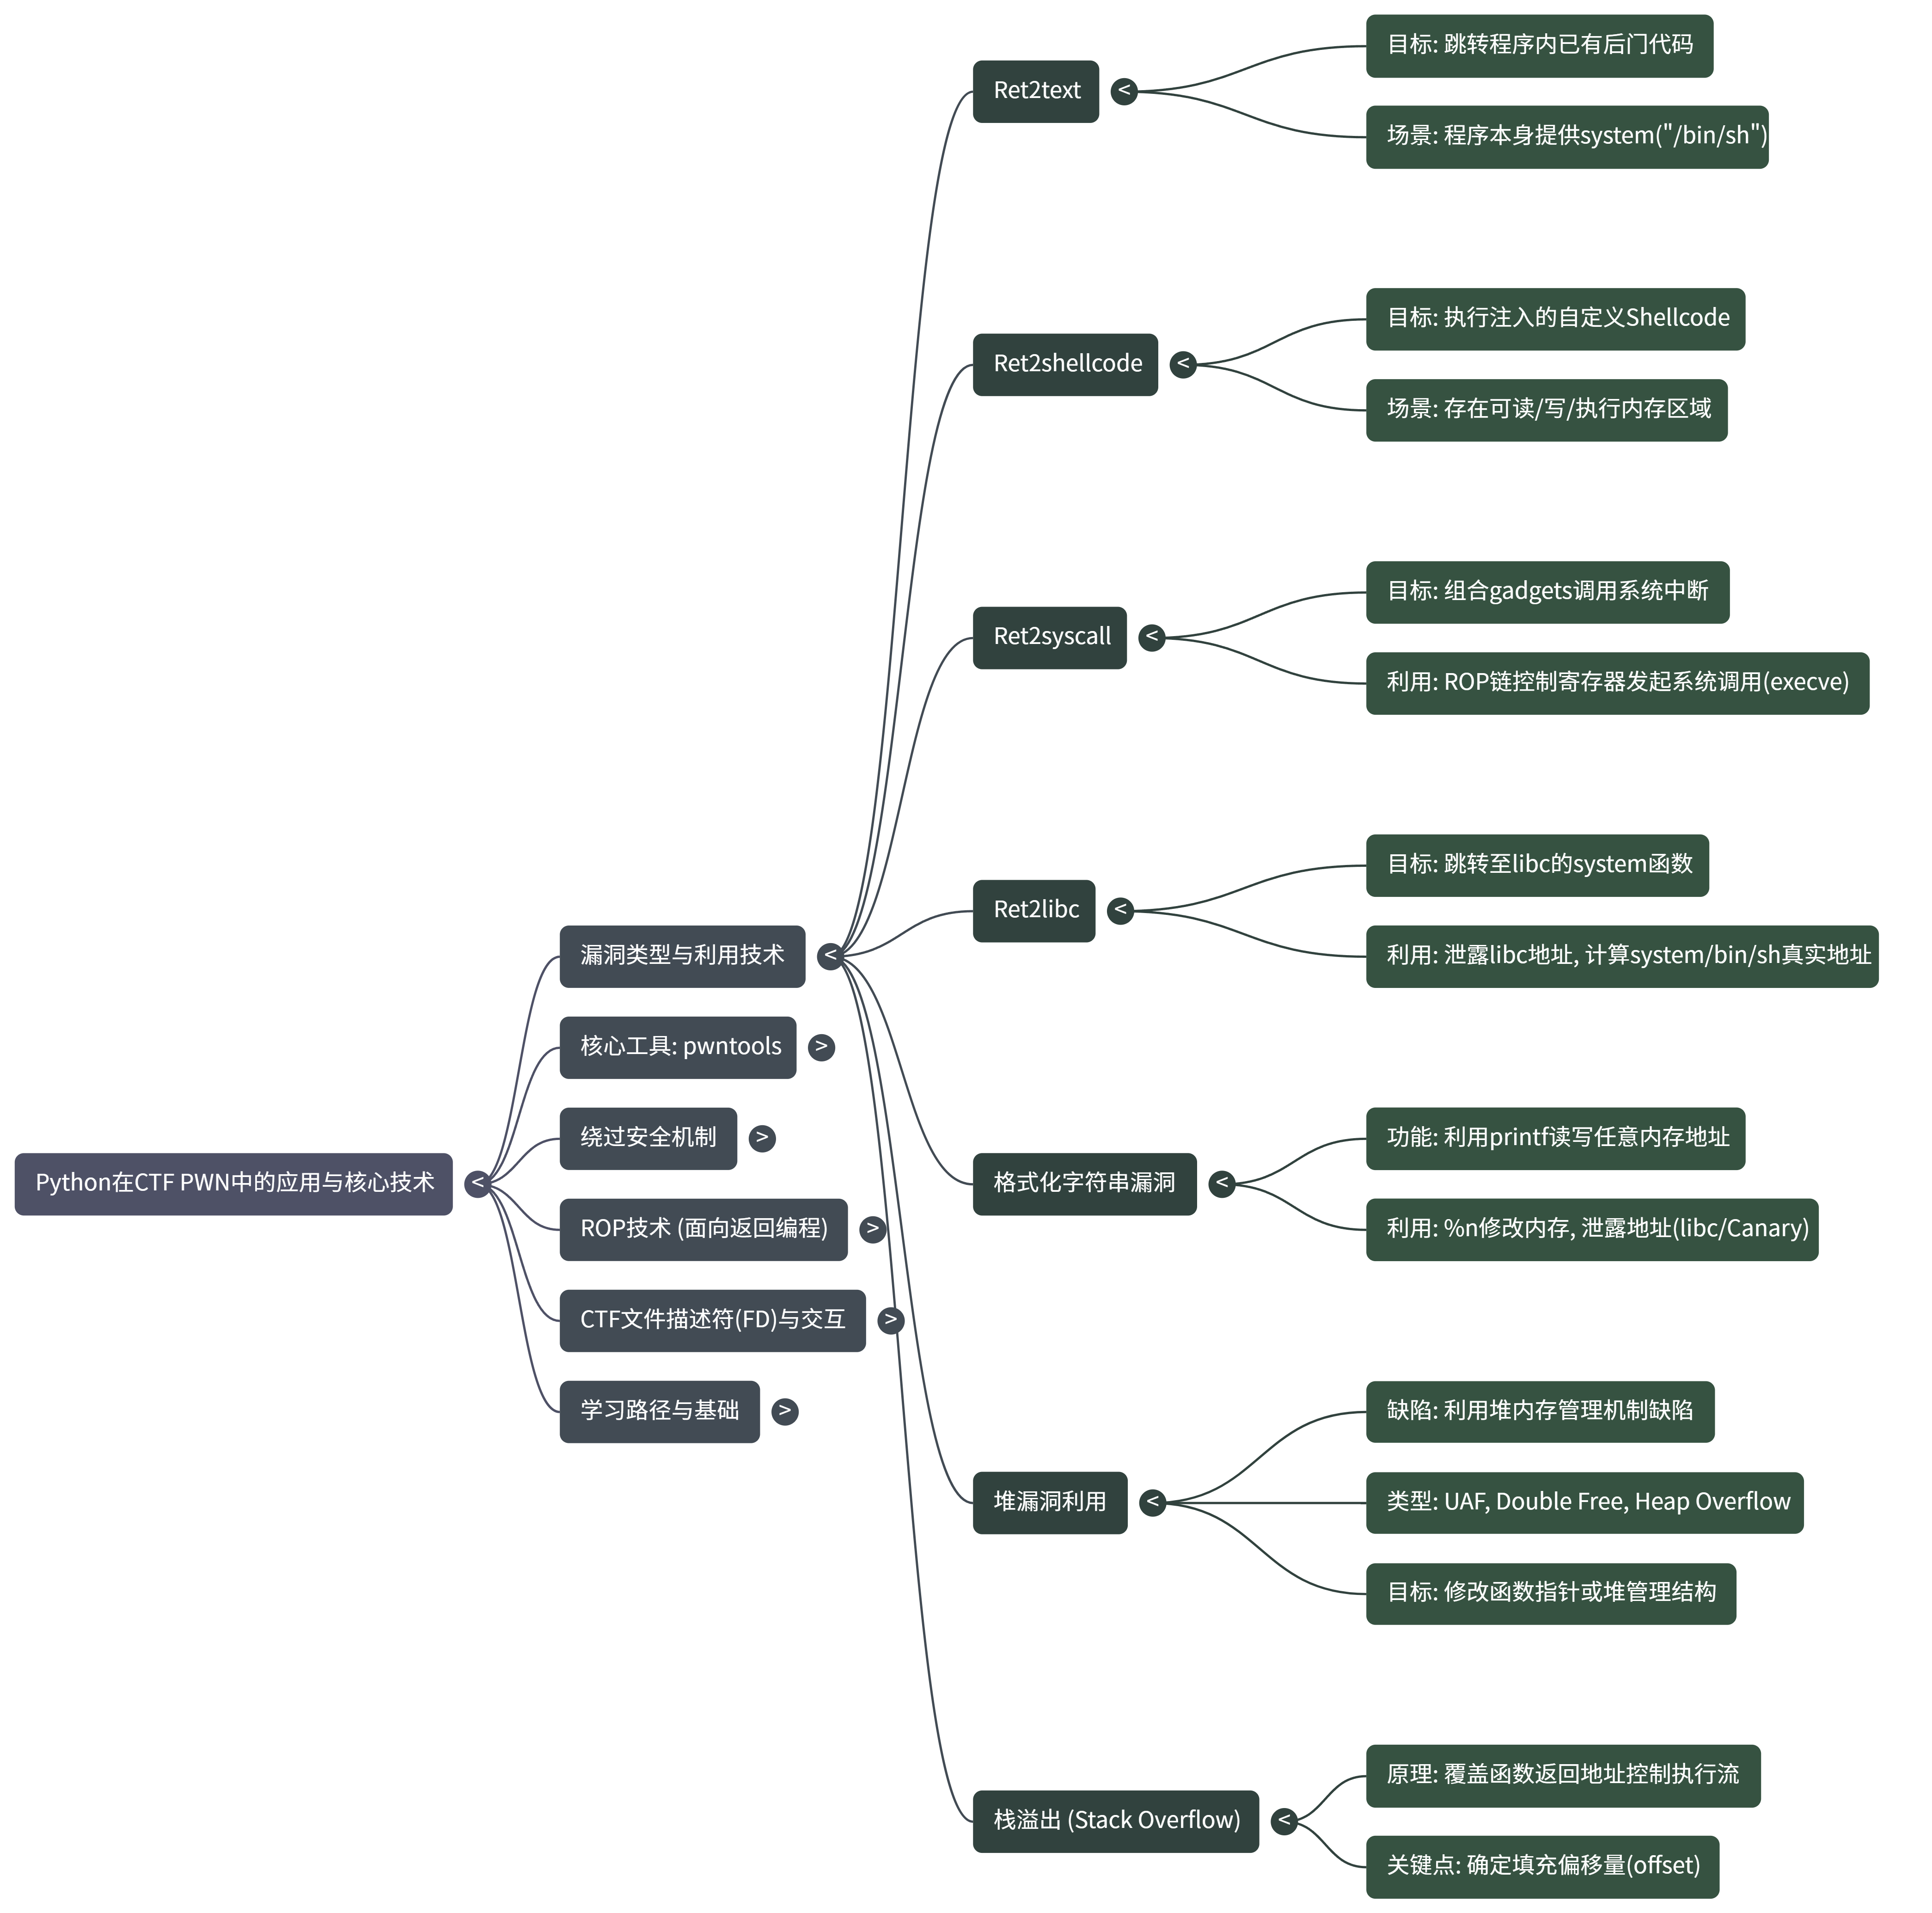 Python在CTF PWN中的应用与核心技术
漏洞类型与利用技术
Ret2text
目标: 跳转程序内已有后门代码
场景: 程序本身提供system("/bin/sh")
Ret2shellcode
目标: 执行注入的自定义Shellcode
场景: 存在可读/写/执行内存区域
Ret2syscall
目标: 组合gadgets调用系统中断
利用: ROP链控制寄存器发起系统调用(execve)
Ret2libc
目标: 跳转至libc的system函数
利用: 泄露libc地址, 计算system/bin/sh真实地址
格式化字符串漏洞
功能: 利用printf读写任意内存地址
利用: %n修改内存, 泄露地址(libc/Canary)
堆漏洞利用
缺陷: 利用堆内存管理机制缺陷
类型: UAF, Double Free, Heap Overflow
目标: 修改函数指针或堆管理结构
栈溢出 (Stack Overflow)
原理: 覆盖函数返回地址控制执行流
关键点: 确定填充偏移量(offset)
核心工具: pwntools
绕过安全机制
ROP技术 (面向返回编程)
CTF文件描述符(FD)与交互
学习路径与基础